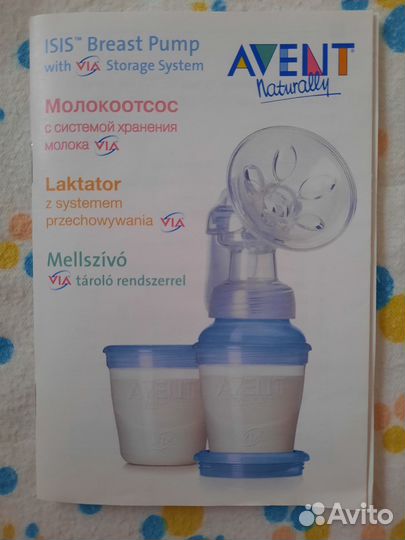 ISIS™ Breast Pump
with VIA Storage System
AVENT
Naturally
Молокоотсос
с системой хранения
молока VIA
Laktator
z systemem
przechowywania VIA
Mellszívó
VIA tároló rendszerrel
AVENT
AVENT
Avito